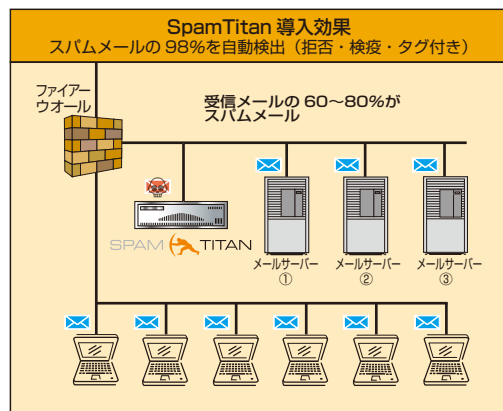 SpamTitan 導入効果
スパムメールの 98%を自動検出（拒否・検疫・タグ付き）
ファイアー
ウオール
受信メールの 60～80%が
スパムメール
SPAM TITAN
メールサーバー
①
メールサーバー
②
メールサーバー
③